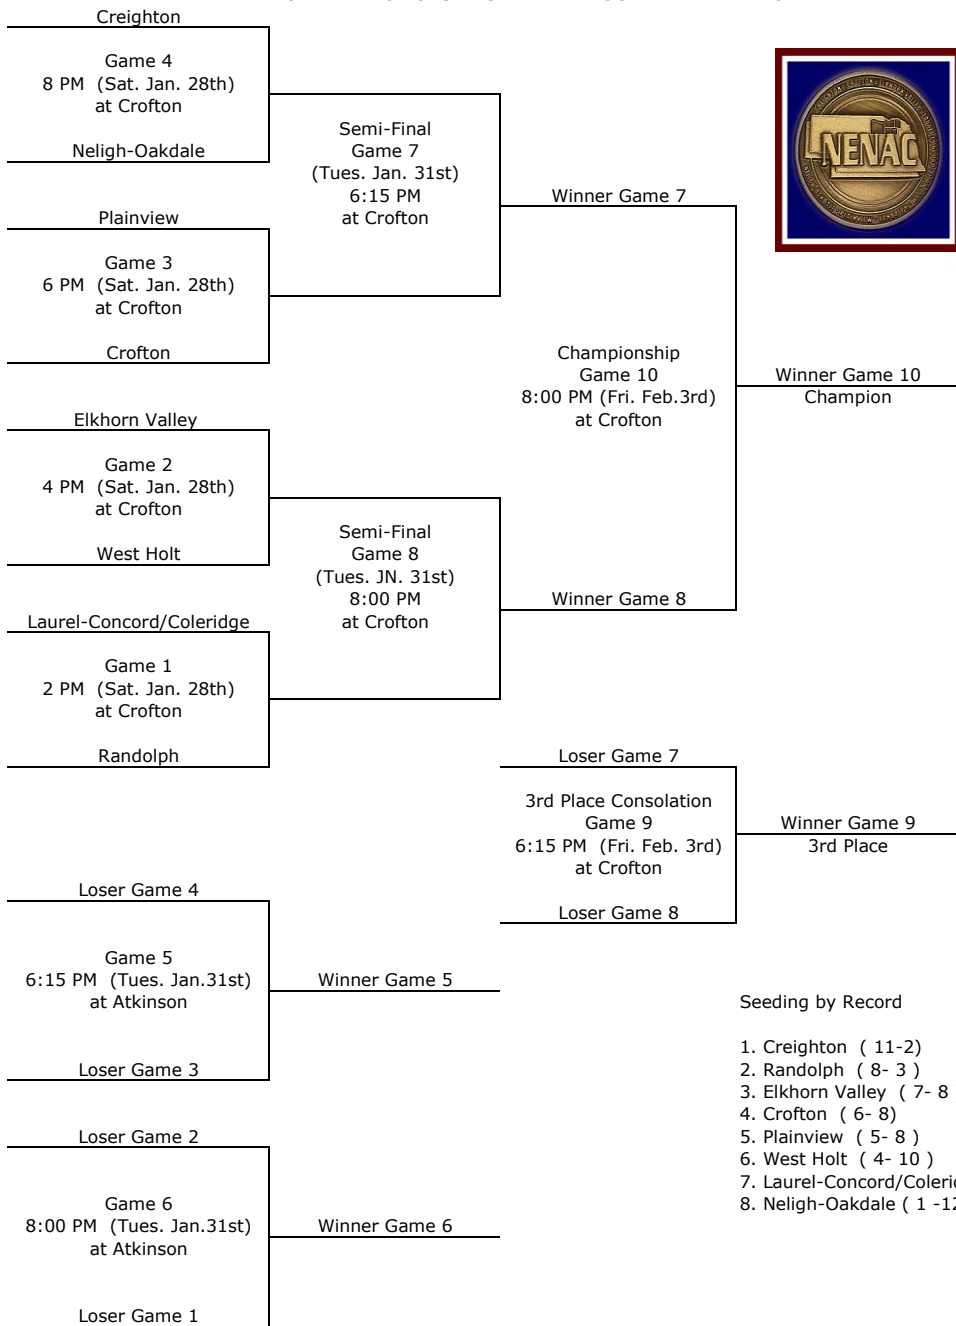 Creighton
Game 4
8 PM (Sat. Jan. 28th)
at Crofton
Neligh-Oakdale
Semi-Final
Game 7
(Tues. Jan. 31st)
6:15 PM
at Crofton
Plainview
Game 3
6 PM (Sat. Jan. 28th)
at Crofton
Crofton
Winner Game 7
NENAC
Championship
Game 10
8:00 PM (Fri. Feb.3rd)
at Crofton
Winner Game 10
Champion
Elkhorn Valley
Game 2
4 PM (Sat. Jan. 28th)
at Crofton
West Holt
Semi-Final
Game 8
(Tues. JN. 31st)
8:00 PM
at Crofton
Winner Game 8
Laurel-Concord/Coleridge
Game 1
2 PM (Sat. Jan. 28th)
at Crofton
Randolph
Loser Game 7
3rd Place Consolation
Game 9
6:15 PM (Fri. Feb. 3rd)
at Crofton
Loser Game 8
Winner Game 9
3rd Place
Loser Game 4
Game 5
6:15 PM (Tues. Jan.31st)
at Atkinson
Loser Game 3
Winner Game 5
Loser Game 2
Game 6
8:00 PM (Tues. Jan.31st)
at Atkinson
Loser Game 1
Winner Game 6
Seeding by Record
1. Creighton ( 11-2)
2. Randolph ( 8- 3 )
3. Elkhorn Valley ( 7- 8
4. Crofton ( 6- 8)
5. Plainview ( 5- 8 )
6. West Holt ( 4- 10 )
7. Laurel-Concord/Colerid
8. Neligh-Oakdale ( 1 -12